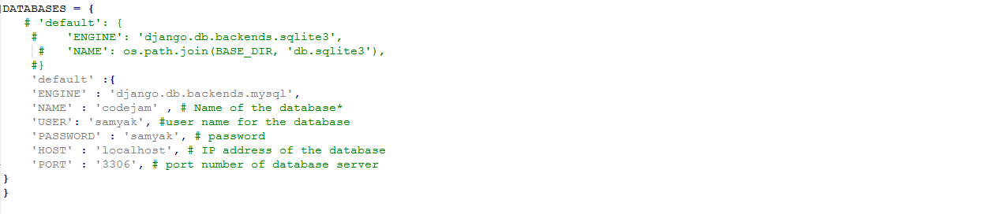 DATABASES = {
# 'default': {
#    'ENGINE': 'django.db.backends.sqlite3',
#   'NAME': os.path.join(BASE_DIR, 'db.sqlite3'),
#}
'default' :{
'ENGINE' : 'django.db.backends.mysql',
'NAME' : 'codejam' , # Name of the database*
'USER': 'samyak', #user name for the database
'PASSWORD' : 'samyak', # password
'HOST' : 'localhost', # IP address of the database
'PORT' : '3306', # port number of database server
}
}